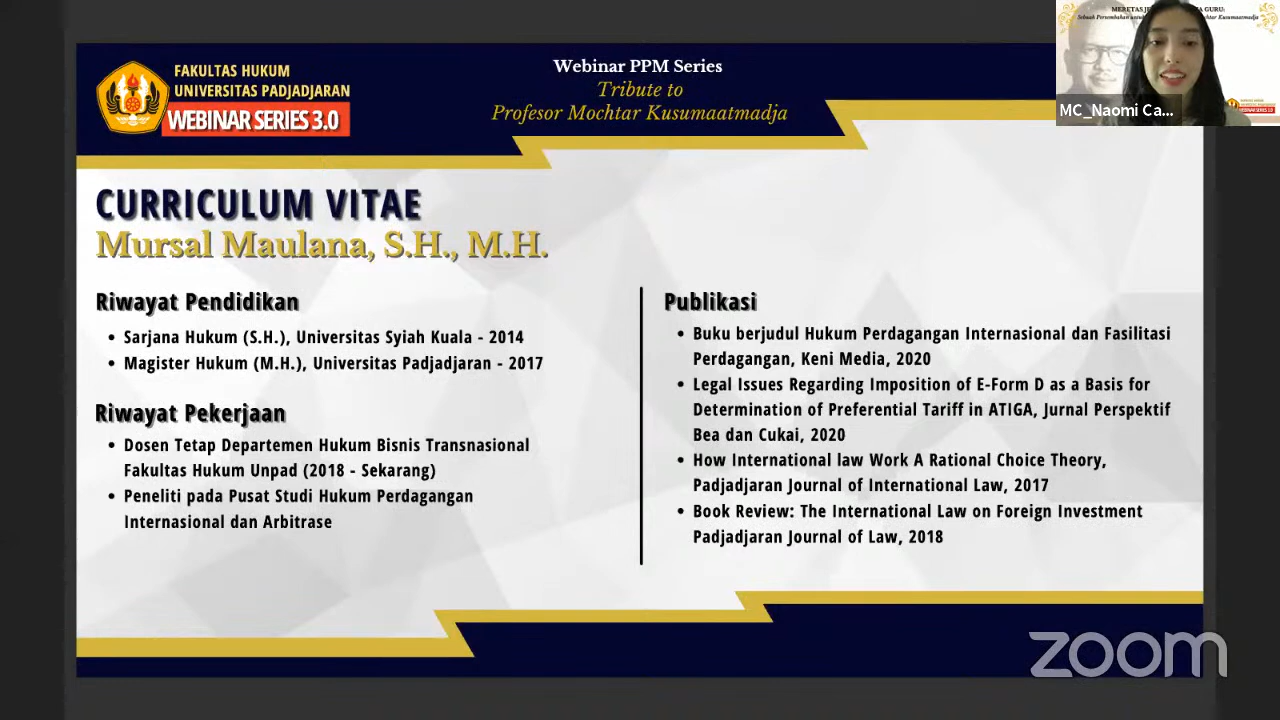 FAKULTAS HUKUM
UNIVERSITAS PADJADJARAN
WEBINAR SERIES 3.0
Webinar PPM Series
Tribute to
Profesor Mochtar Kusumaatmadja
MC_Naomi Ca...
CURRICULUM VITAE
Mursal Maulana, S.H., M.H.
Riwayat Pendidikan
• Sarjana Hukum (S.H.), Universitas Syiah Kuala - 2014
• Magister Hukum (M.H.), Universitas Padjadjaran - 2017
Riwayat Pekerjaan
• Dosen Tetap Departemen Hukum Bisnis Transnasional
Fakultas Hukum Unpad (2018 - Sekarang)
• Peneliti pada Pusat Studi Hukum Perdagangan
Internasional dan Arbitrase
Publikasi
• Buku berjudul Hukum Perdagangan Internasional dan Fasilitasi
Perdagangan, Keni Media, 2020
• Legal Issues Regarding Imposition of E-Form D as a Basis for
Determination of Preferential Tariff in ATIGA, Jurnal Perspektif
Bea dan Cukai, 2020
• How International law Work A Rational Choice Theory,
Padjadjaran Journal of International Law, 2017
• Book Review: The International Law on Foreign Investment
Padjadjaran Journal of Law, 2018
zoom